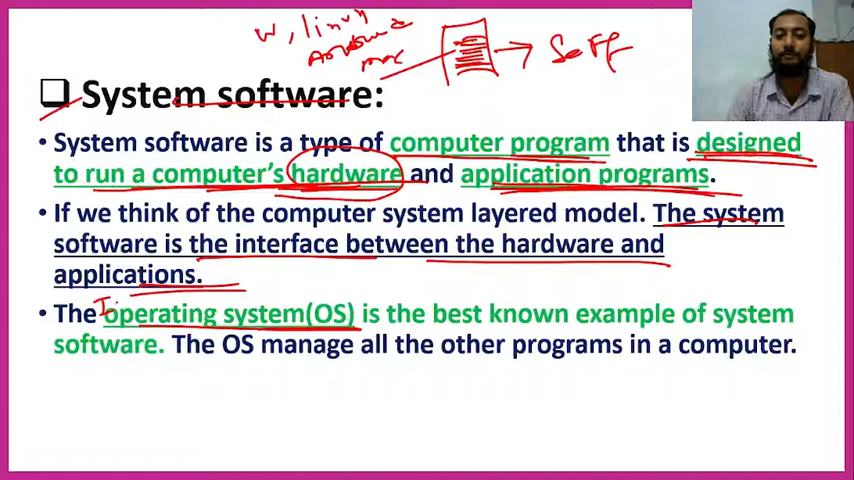 w, linux
mac
Soff
System software:
• System software is a type of computer program that is designed
to run a computer's hardware and application programs.
• If we think of the computer system layered model. The system
software is the interface between the hardware and
applications.
• The operating system(OS) is the best known example of system
software. The OS manage all the other programs in a computer.